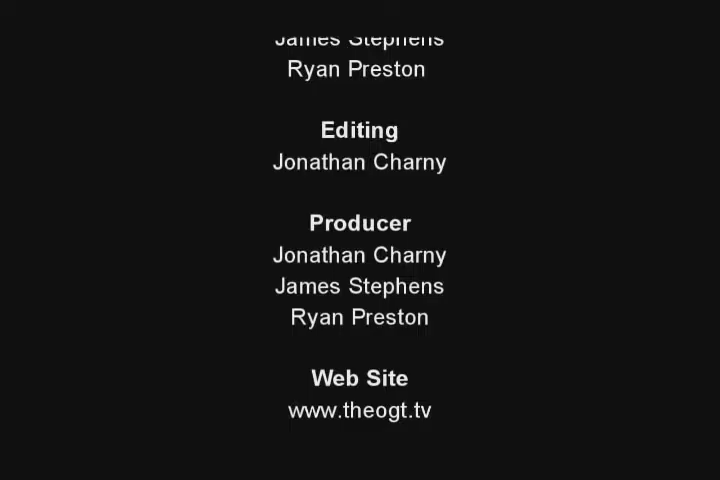 James Stephens
Ryan Preston
Editing
Jonathan Charny
Producer
Jonathan Charny
James Stephens
Ryan Preston
Web Site
www.theogt.tv